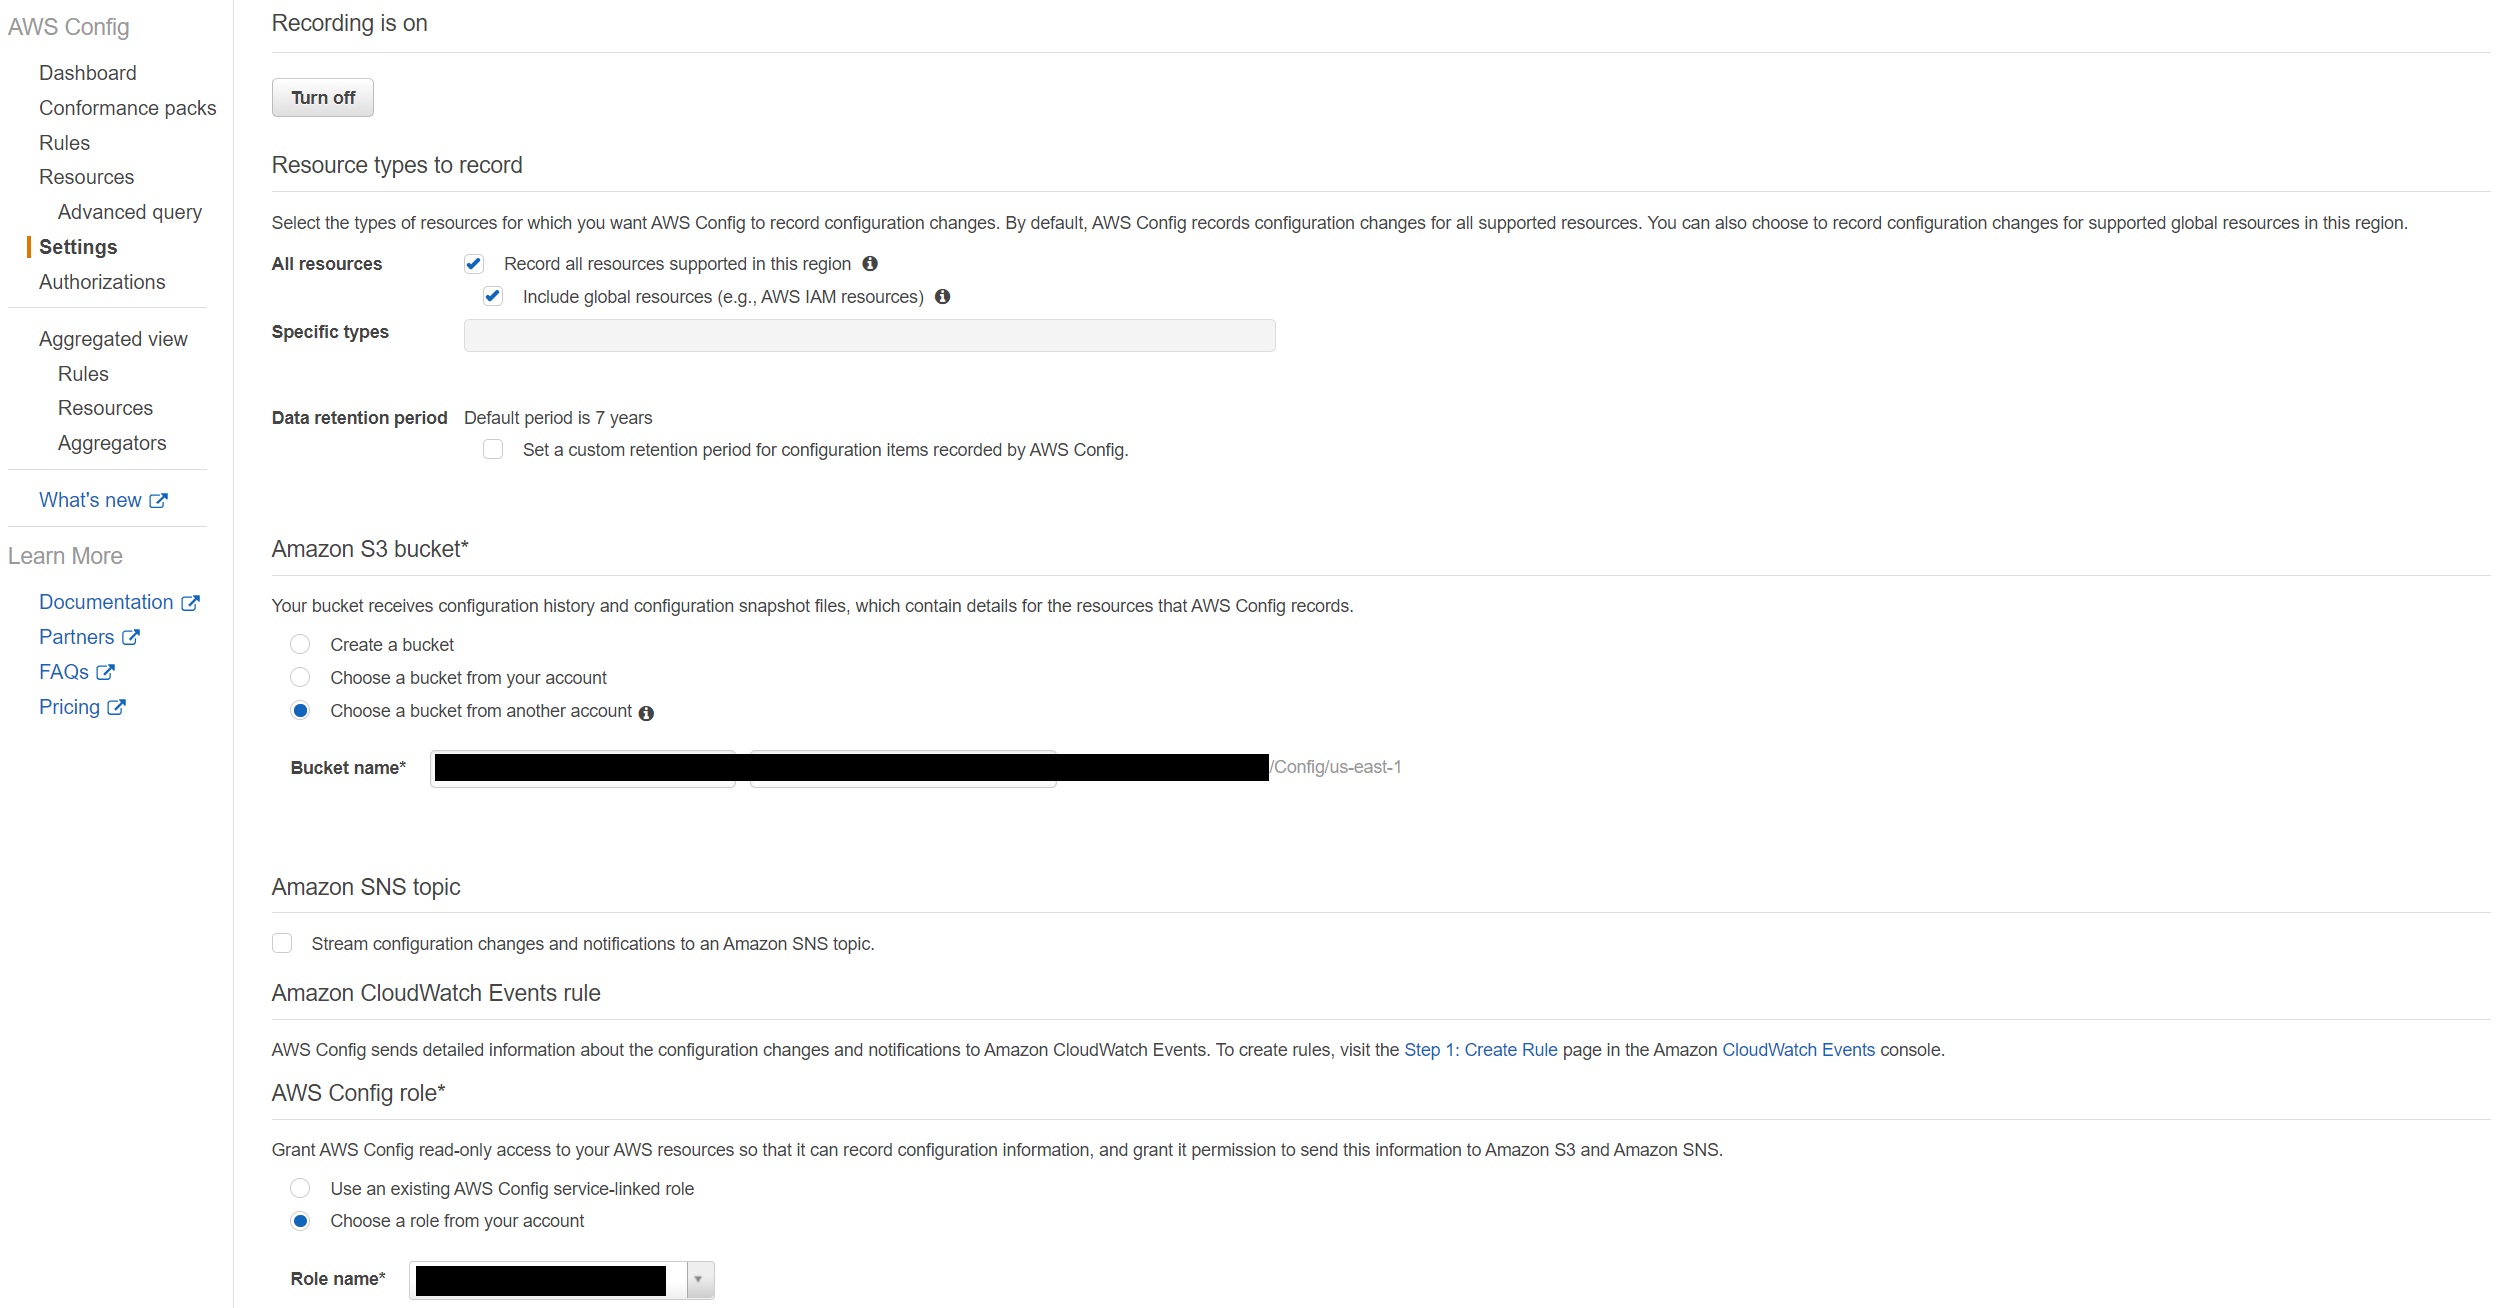 AWS Config
Dashboard
Conformance packs
Rules
Resources
Advanced query
Settings
Authorizations
Aggregated view
Rules
Resources
Aggregators
What's new
Learn More
Documentation
Partners
FAQs
Pricing
Recording is on
Turn off
Resource types to record
Select the types of resources for which you want AWS Config to record configuration changes. By default, AWS Config records configuration changes for all supported resources. You can also choose to record configuration changes for supported global resources in this region.
All resources Record all resources supported in this region
Include global resources (e.g., AWS IAM resources)
Specific types
Data retention period Default period is 7 years
Set a custom retention period for configuration items recorded by AWS Config.
Amazon S3 bucket*
Your bucket receives configuration history and configuration snapshot files, which contain details for the resources that AWS Config records.
Create a bucket
Choose a bucket from your account
Choose a bucket from another account
Bucket name* /Config/us-east-1
Amazon SNS topic
Stream configuration changes and notifications to an Amazon SNS topic.
Amazon CloudWatch Events rule
AWS Config sends detailed information about the configuration changes and notifications to Amazon CloudWatch Events. To create rules, visit the Step 1: Create Rule page in the Amazon CloudWatch Events console.
AWS Config role*
Grant AWS Config read-only access to your AWS resources so that it can record configuration information, and grant it permission to send this information to Amazon S3 and Amazon SNS.
Use an existing AWS Config service-linked role
Choose a role from your account
Role name*